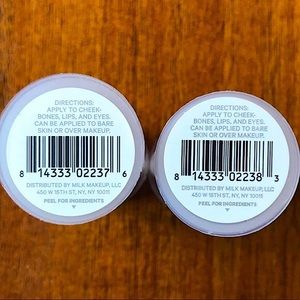 DIRECTIONS:
APPLY TO CHEEK-
BONES, LIPS, AND EYES.
CAN BE APPLIED TO BARE
SKIN OR OVER MAKEUP.
8 14333 02237 6
DISTRIBUTED BY MILK MAKEUP, LLC
450 W 15TH ST, NY, NY 10011
PEEL FOR INGREDIENTS
DIRECTIONS:
APPLY TO CHEEK-
BONES, LIPS, AND EYES.
CAN BE APPLIED TO BARE
SKIN OR OVER MAKEUP.
8 14333 02238 3
DISTRIBUTED BY MILK MAKEUP, LLC
450 W 15TH ST, NY, NY 10011
PEEL FOR INGREDIENTS